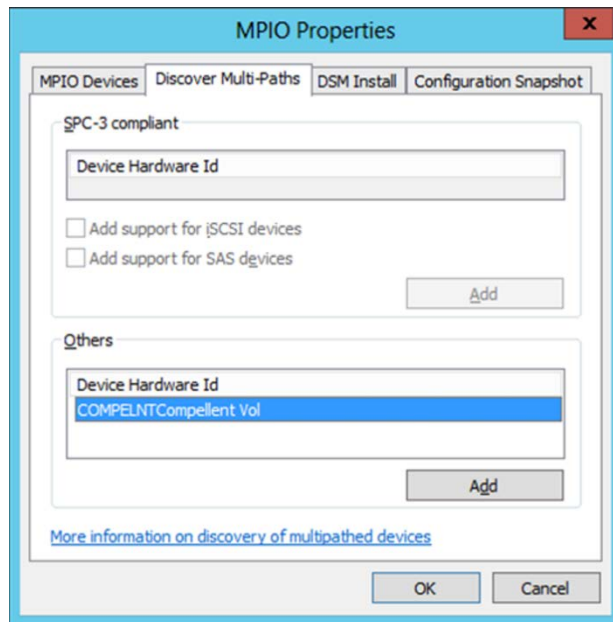 MPIO Properties
x
MPIO Devices Discover Multi-Paths DSM Install Configuration Snapshot
SPC-3 compliant
Device Hardware Id
Add support for iSCSI devices
Add support for SAS devices
Add
Others
Device Hardware Id
COMPELNTCompellent Vol
Add
More information on discovery of multipathed devices
OK Cancel